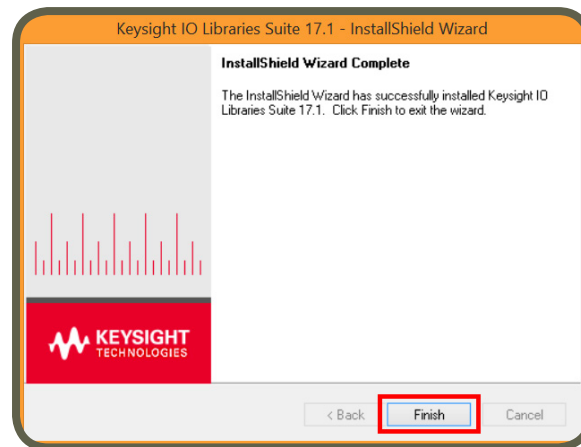 Keysight IO Libraries Suite 17.1 - InstallShield Wizard
InstallShield Wizard Complete
The InstallShield Wizard has successfully installed Keysight IO
Libraries Suite 17.1.  Click Finish to exit the wizard.
KEYSIGHT
TECHNOLOGIES
< Back
Finish
Cancel